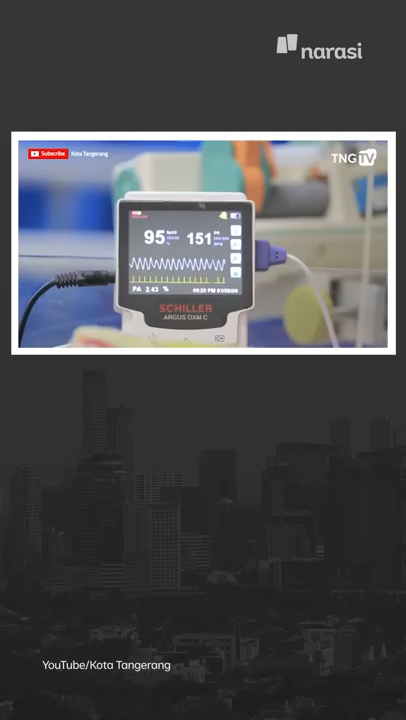 narasi
Subscribe Kota Tangerang
TNG TV
95 151
PA 2.43 %
SCHILLER
ARGUS OXM C
YouTube/Kota Tangerang